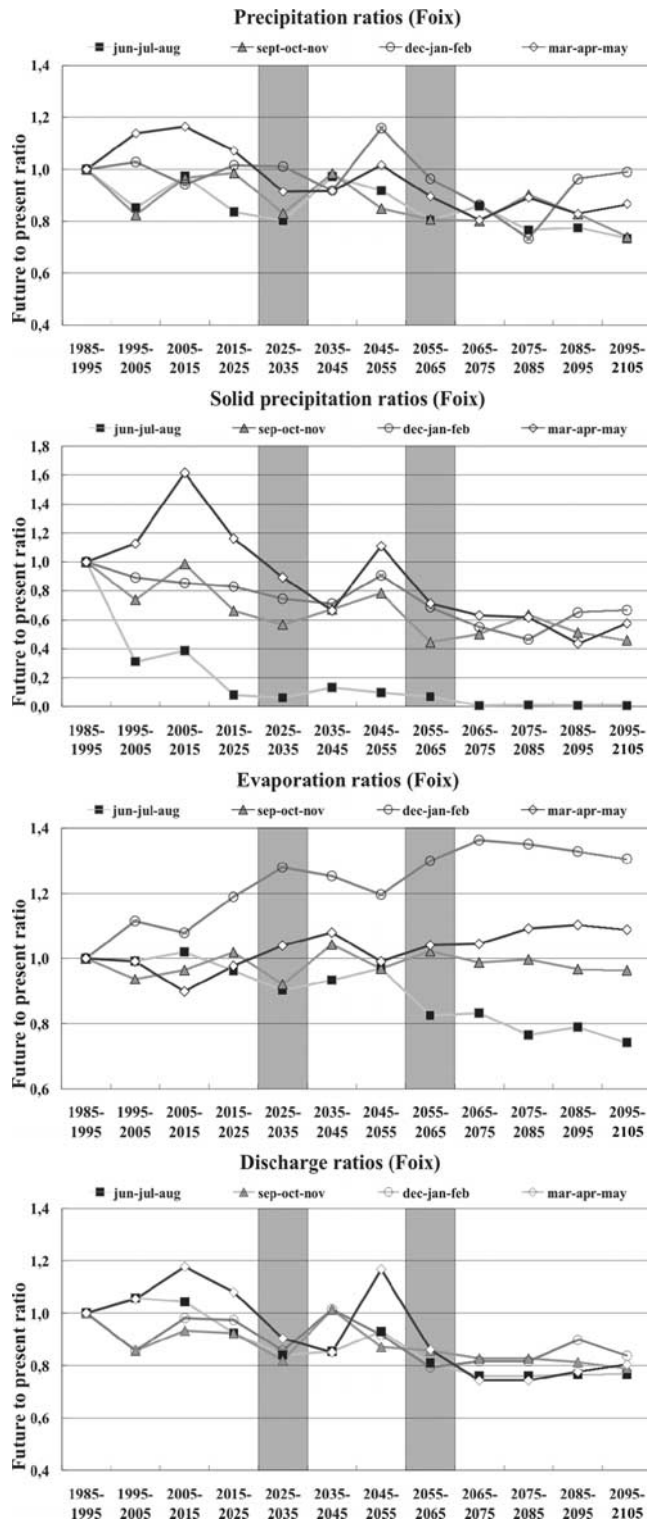 Precipitation ratios (Foix)
jun-jul-aug sept-oct-nov dec-jan-feb mar-apr-may
Future to present ratio
1,4
1,2
1,0
0,8
0,6
0,4
1985- 1995- 2005- 2015- 2025- 2035- 2045- 2055- 2065- 2075- 2085- 2095-
1995 2005 2015 2025 2035 2045 2055 2065 2075 2085 2095 2105
Solid precipitation ratios (Foix)
jun-jul-aug sep-oct-nov dec-jan-feb mar-apr-may
Future to present ratio
1,8
1,6
1,4
1,2
1,0
0,8
0,6
0,4
0,2
0,0
1985- 1995- 2005- 2015- 2025- 2035- 2045- 2055- 2065- 2075- 2085- 2095-
1995 2005 2015 2025 2035 2045 2055 2065 2075 2085 2095 2105
Evaporation ratios (Foix)
jun-jul-aug sep-oct-nov dec-jan-feb mar-apr-may
Future to present ratio
1,4
1,2
1,0
0,8
0,6
1985- 1995- 2005- 2015- 2025- 2035- 2045- 2055- 2065- 2075- 2085- 2095-
1995 2005 2015 2025 2035 2045 2055 2065 2075 2085 2095 2105
Discharge ratios (Foix)
jun-jul-aug sep-oct-nov dec-jan-feb mar-apr-may
Future to present ratio
1,4
1,2
1,0
0,8
0,6
0,4
1985- 1995- 2005- 2015- 2025- 2035- 2045- 2055- 2065- 2075- 2085- 2095-
1995 2005 2015 2025 2035 2045 2055 2065 2075 2085 2095 2105